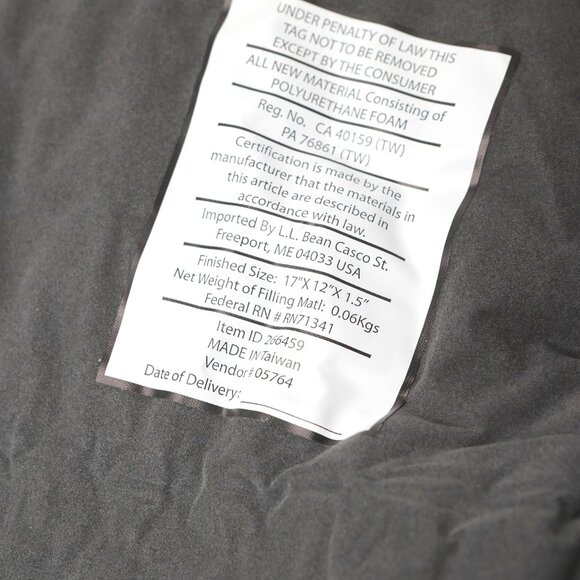 UNDER PENALTY OF LAW THIS
TAG NOT TO BE REMOVED
EXCEPT BY THE CONSUMER
ALL NEW MATERIAL Consisting of
POLYURETHANE FOAM
Reg. No. CA 40159 (TW)
PA 76861 (TW)
Certification is made by the
manufacturer that the materials in
this article are described in
accordance with law.
Imported By L.L. Bean Casco St.
Freeport, ME 04033 USA
Finished Size: 17"X 12"X 1.5"
Net Weight of Filling Matl: 0.06Kgs
Federal RN # RN71341
Item ID 266459
MADE IN Taiwan
Vendor# 05764
Date of Delivery: